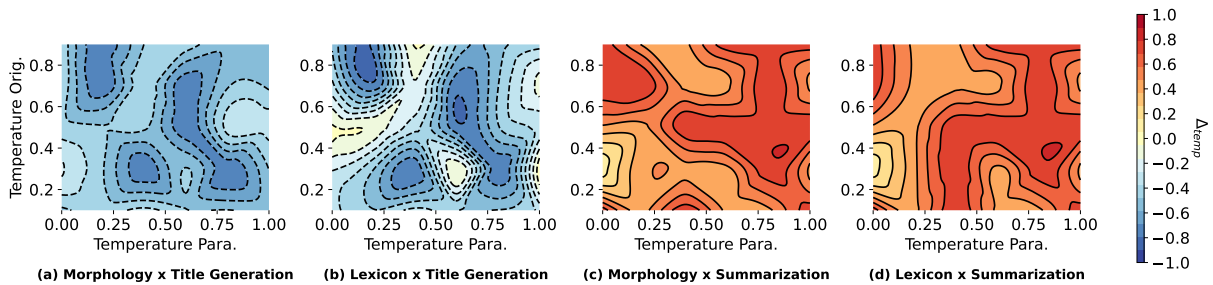 Temperature Orig.
0.8
0.6
0.4
0.2
0.00 0.25 0.50 0.75 1.00
Temperature Para.
(a) Morphology x Title Generation
0.8
0.6
0.4
0.2
0.00 0.25 0.50 0.75 1.00
Temperature Para.
(b) Lexicon x Title Generation
0.8
0.6
0.4
0.2
0.00 0.25 0.50 0.75 1.00
Temperature Para.
(c) Morphology x Summarization
0.8
0.6
0.4
0.2
0.00 0.25 0.50 0.75 1.00
Temperature Para.
(d) Lexicon x Summarization
1.0
0.8
0.6
0.4
0.2
0.0
−0.2
−0.4
−0.6
−0.8
−1.0
Δtemp